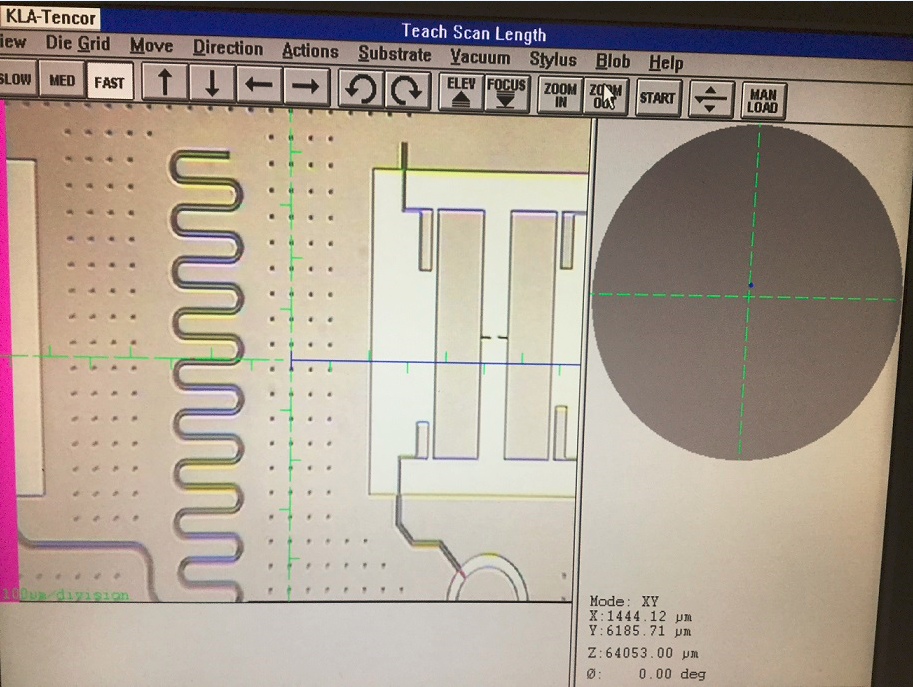 KLA-Tencor
Teach Scan Length
iew Die Grid Move Direction Actions Substrate Vacuum Stylus Blob Help
SLOW MED FAST ELEV FOCUS ZOOM IN ZOOM OUT START MAN LOAD
100µm/division
Mode: XY
X:1444.12 µm
Y:6185.71 µm
Z:64053.00 µm
Ø: 0.00 deg